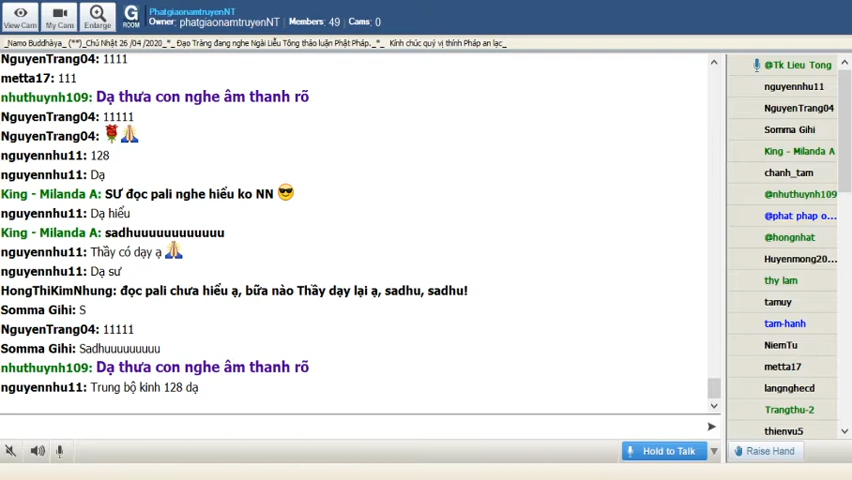 View Cam
My Cam
Enlarge
G
ROOM
PhatgiaonamtruyenNT
Owner: phatgiaonamtruyenNT Members: 49 Cams: 0
_Namo Buddhàya_ (**)_Chủ Nhật 26 /04 /2020_*_ Đạo Tràng đang nghe Ngài Liễu Tông thảo luận Phật Pháp._*_ Kính chúc quý vị thính Pháp an lạc_
NguyenTrang04: 1111
metta17: 111
nhuthuynh109: Dạ thưa con nghe âm thanh rõ
NguyenTrang04: 11111
NguyenTrang04:
nguyennhu11: 128
nguyennhu11: Dạ
King - Milanda A: SƯ đọc pali nghe hiểu ko NN
nguyennhu11: Dạ hiểu
King - Milanda A: sadhuuuuuuuuuuuu
nguyennhu11: Thầy có dạy ạ
nguyennhu11: Dạ sư
HongThiKimNhung: đọc pali chưa hiểu ạ, bữa nào Thầy dạy lại ạ, sadhu, sadhu!
Somma Gihi: S
NguyenTrang04: 11111
Somma Gihi: Sadhuuuuuuuuu
nhuthuynh109: Dạ thưa con nghe âm thanh rõ
nguyennhu11: Trung bộ kinh 128 dạ
@Tk Lieu Tong
nguyennhu11
NguyenTrang04
Somma Gihi
King - Milanda A
chanh_tam
@nhuthuynh109
@phat phap o...
@hongnhat
Huyenmong20...
thy lam
tamuy
tam-hanh
NiemTu
metta17
langnghecd
Trangthu-2
thienvu5
Hold to Talk
Raise Hand